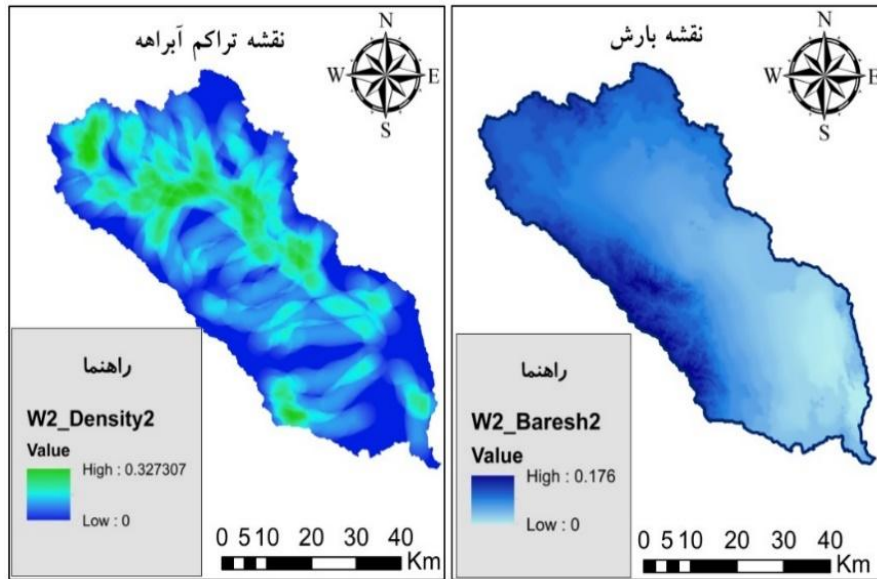 نقشه تراکم آبراهه
N
W E
S
راهنما
W2_Density2
Value
High : 0.327307
Low : 0
0 5 10 20 30 40
Km
نقشه بارش
N
W E
S
راهنما
W2_Baresh2
Value
High : 0.176
Low : 0
0 5 10 20 30 40
Km